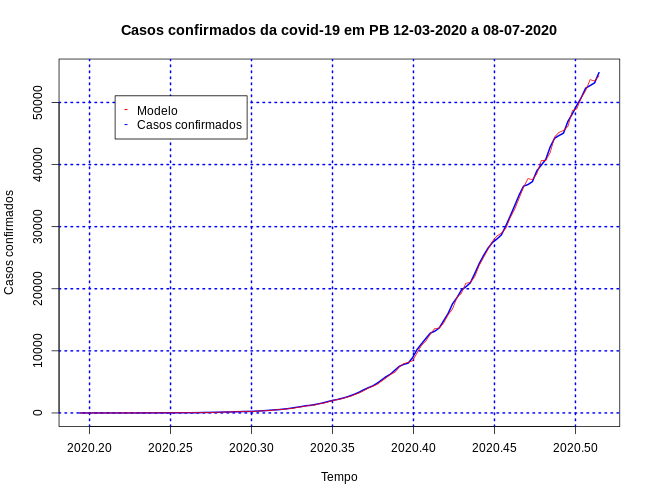 Casos confirmados da covid-19 em PB 12-03-2020 a 08-07-2020
Casos confirmados
50000
40000
30000
20000
10000
0
- Modelo
- Casos confirmados
2020.20 2020.25 2020.30 2020.35 2020.40 2020.45 2020.50
Tempo